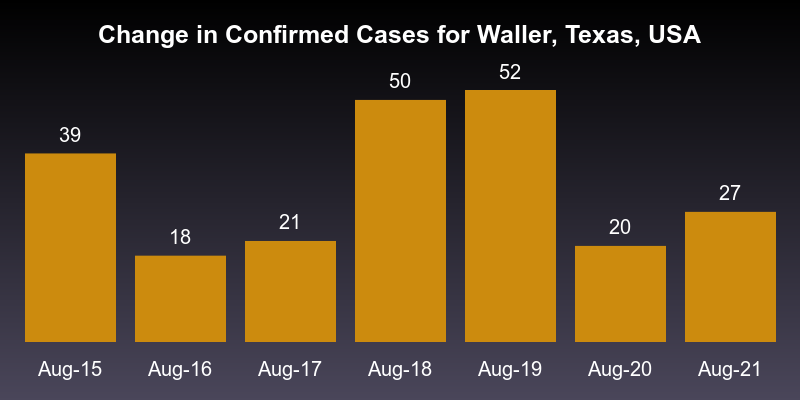 Change in Confirmed Cases for Waller, Texas, USA
39
18
21
50
52
20
27
Aug-15
Aug-16
Aug-17
Aug-18
Aug-19
Aug-20
Aug-21